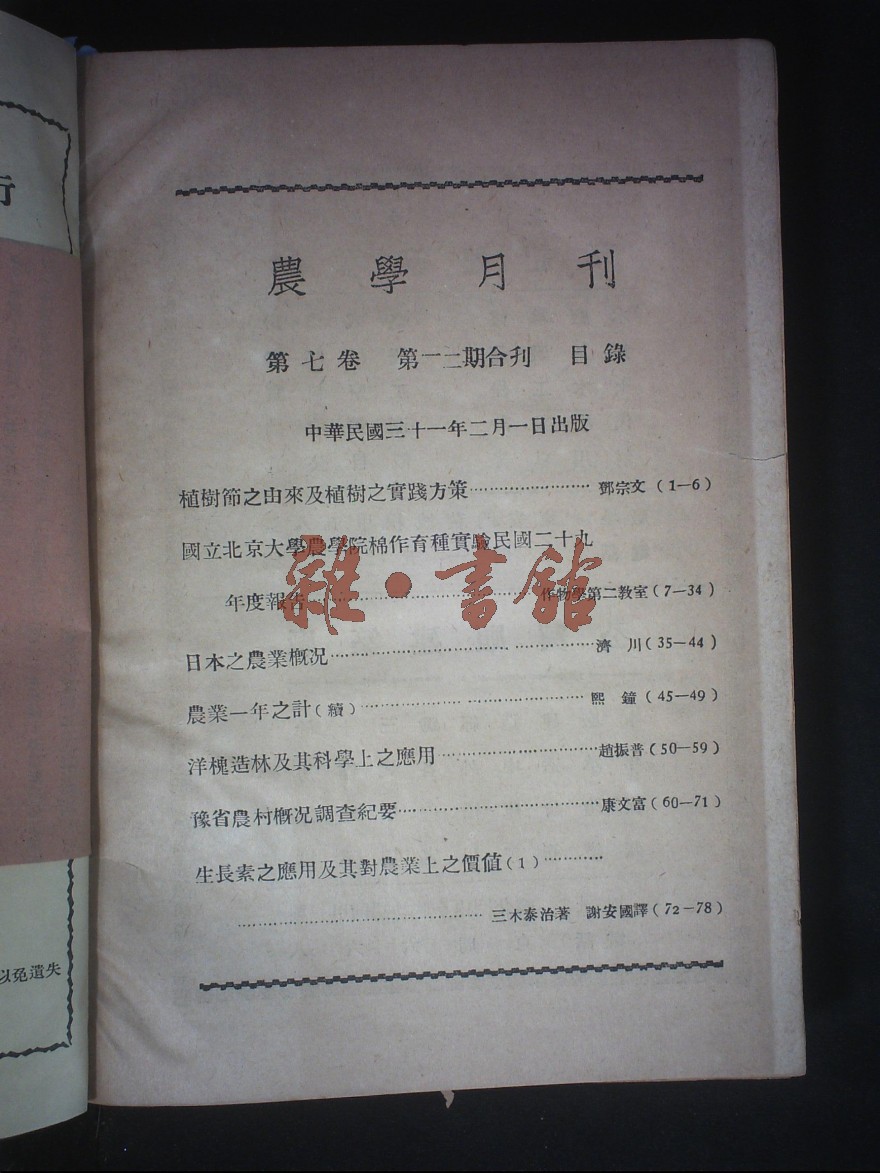 行
以免遺失
農學月刊
第七卷 第一二期合刊 目錄
中華民國三十一年二月一日出版
植樹節之由來及植樹之實踐方策……………………鄧宗文(1—6)
國立北京大學農學院棉作育種實驗民國二十九
年度報告……………………作物學第二教室(7—34)
日本之農業槪況……………………濟 川(35—44)
農業一年之計(續)……………………熙 鐘(45—49)
洋槐造林及其科學上之應用……………………趙振普(50—59)
豫省農村槪况調查紀要……………………康文富(60—71)
生長素之應用及其對農業上之價値(1)…………
……………………三木泰治著 謝安國譯(72—78)
雜·書館